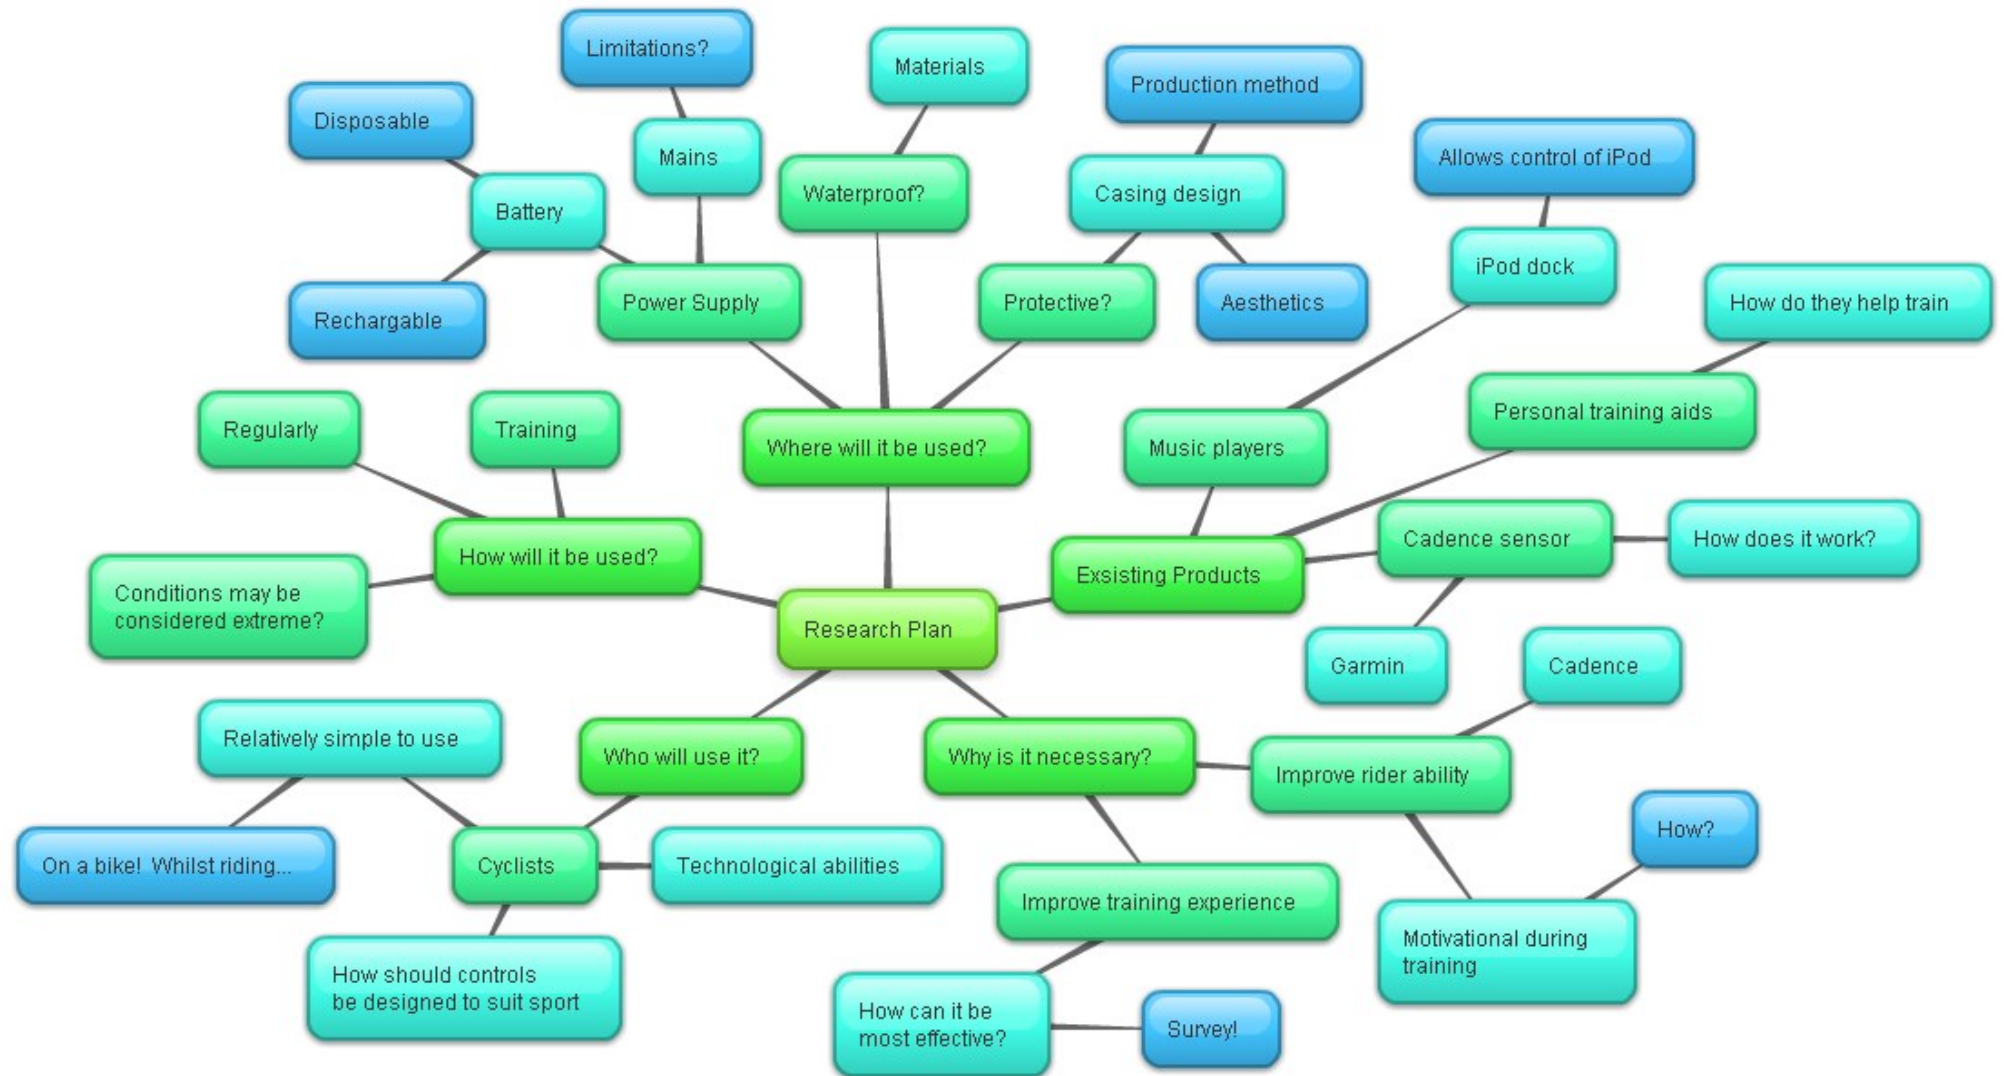 Limitations?
Materials
Production method
Disposable
Mains
Allows control of iPod
Battery
Waterproof?
Casing design
iPod dock
Rechargable
Power Supply
Protective?
Aesthetics
How do they help train
Regularly
Training
Where will it be used?
Music players
Personal training aids
How will it be used?
Exsisting Products
Cadence sensor
How does it work?
Conditions may be
considered extreme?
Research Plan
Garmin
Cadence
Relatively simple to use
Who will use it?
Why is it necessary?
Improve rider ability
How?
On a bike! Whilst riding...
Cyclists
Technological abilities
Improve training experience
Motivational during
training
How should controls
be designed to suit sport
How can it be
most effective?
Survey!